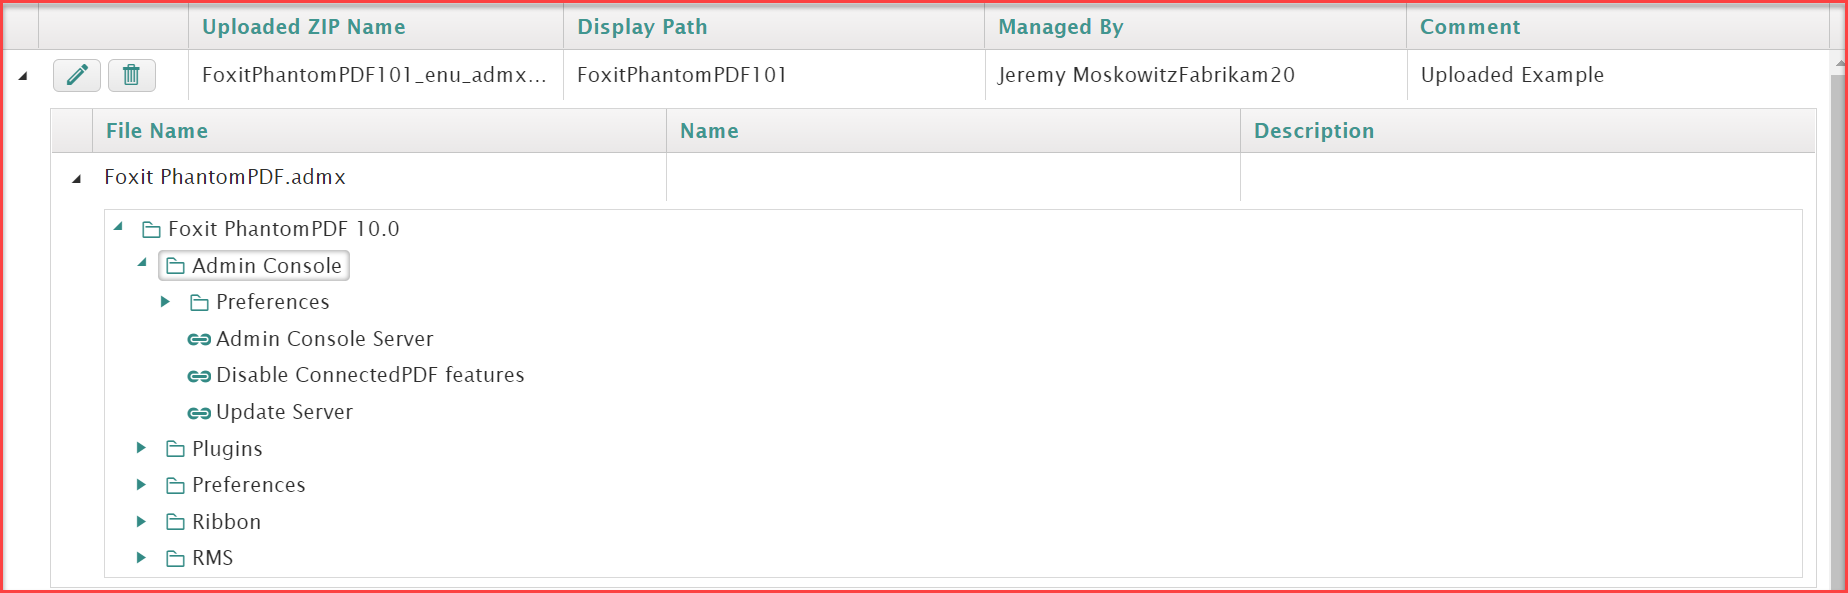 Uploaded ZIP Name Display Path Managed By Comment
FoxitPhantomPDF101_enu_admx... FoxitPhantomPDF101 Jeremy MoskowitzFabrikam20 Uploaded Example
File Name Name Description
Foxit PhantomPDF.admx
Foxit PhantomPDF 10.0
Admin Console
Preferences
Admin Console Server
Disable ConnectedPDF features
Update Server
Plugins
Preferences
Ribbon
RMS